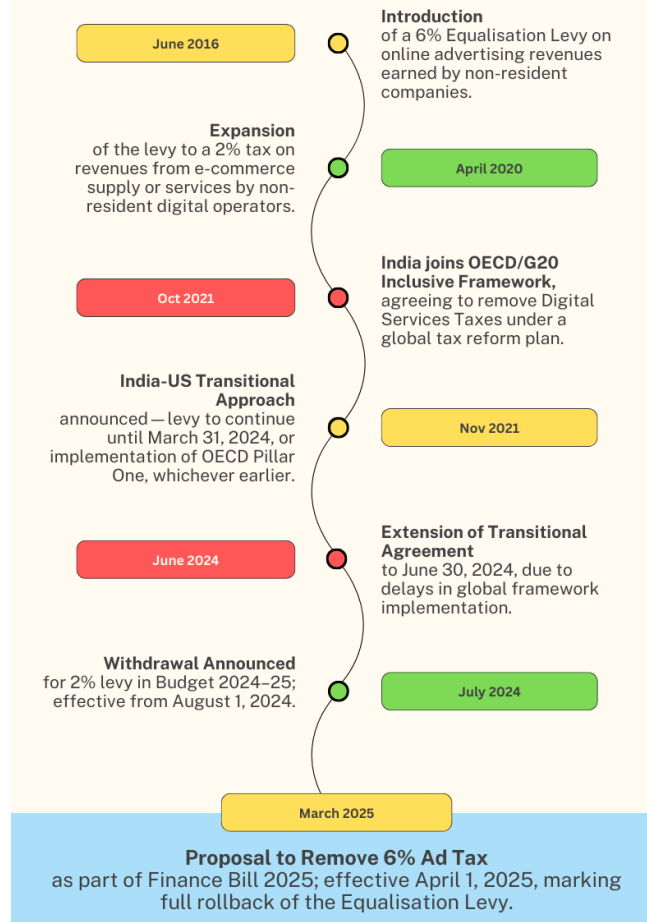 June 2016
Introduction
of a 6% Equalisation Levy on
online advertising revenues
earned by non-resident
companies.
Expansion
of the levy to a 2% tax on
revenues from e-commerce
supply or services by non-
resident digital operators.
April 2020
Oct 2021
India joins OECD/G20
Inclusive Framework,
agreeing to remove Digital
Services Taxes under a
global tax reform plan.
India-US Transitional
Approach
announced—levy to continue
until March 31, 2024, or
implementation of OECD Pillar
One, whichever earlier.
Nov 2021
June 2024
Extension of Transitional
Agreement
to June 30, 2024, due to
delays in global framework
implementation.
Withdrawal Announced
for 2% levy in Budget 2024–25;
effective from August 1, 2024.
July 2024
March 2025
Proposal to Remove 6% Ad Tax
as part of Finance Bill 2025; effective April 1, 2025, marking
full rollback of the Equalisation Levy.